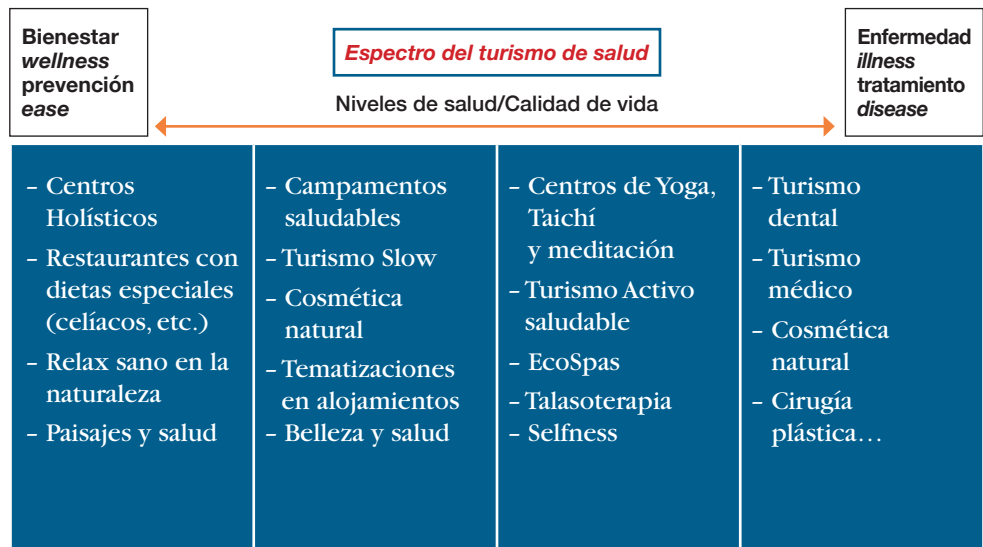 Bienestar
wellness
prevención
ease
Espectro del turismo de salud
Niveles de salud/Calidad de vida
Enfermedad
illness
tratamiento
disease
– Centros
Holísticos
– Restaurantes con
dietas especiales
(celíacos, etc.)
– Relax sano en la
naturaleza
– Paisajes y salud
– Campamentos
saludables
– Turismo Slow
– Cosmética
natural
– Tematizaciones
en alojamientos
– Belleza y salud
– Centros de Yoga,
Taichí
y meditación
– Turismo Activo
saludable
– EcoSpas
– Talasoterapia
– Selfness
– Turismo
dental
– Turismo
médico
– Cosmética
natural
– Cirugía
plástica…